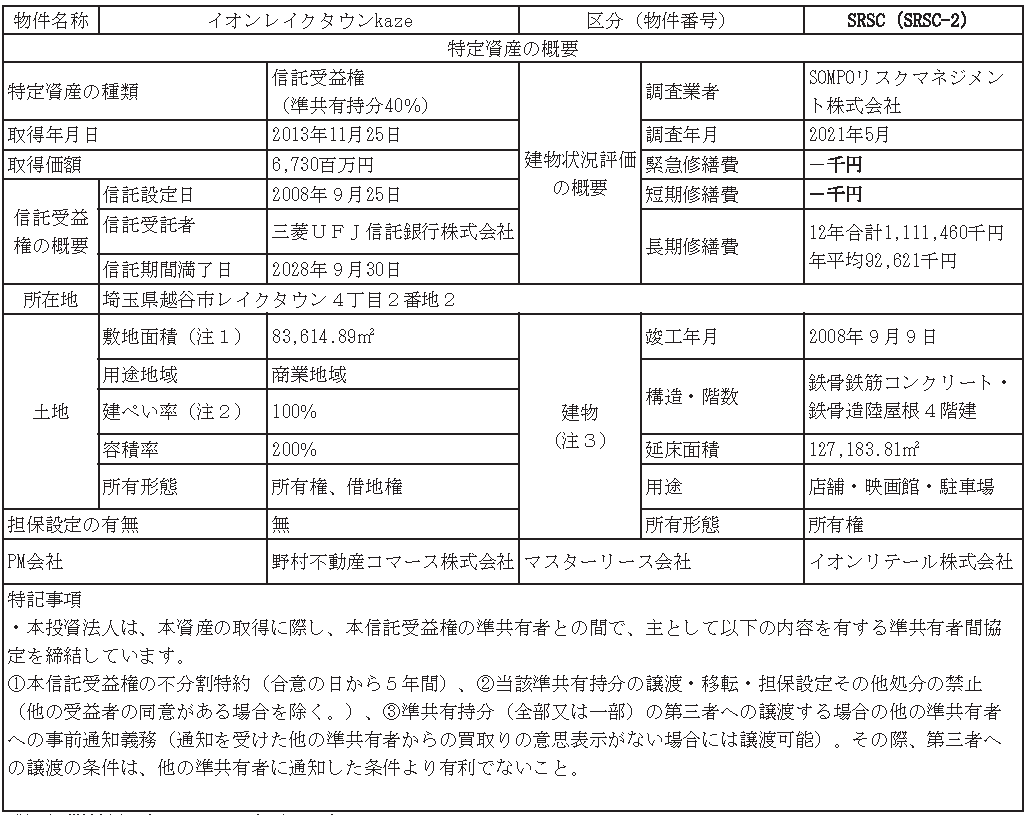 物件名称 イオンレイクタウンkaze 区分（物件番号） SRSC（SRSC-2）
特定資産の概要
特定資産の種類 信託受益権
（準共有持分40%）
取得年月日 2013年11月25日
取得価額 6,730百万円
信託受益
権の概要
信託設定日 2008年９月25日
信託受託者 三菱ＵＦＪ信託銀行株式会社
信託期間満了日 2028年９月30日
建物状況評価
の概要
調査業者 SOMPOリスクマネジメン
ト株式会社
調査年月 2021年5月
緊急修繕費 －千円
短期修繕費 －千円
長期修繕費 12年合計1,111,460千円
年平均92,621千円
所在地 埼玉県越谷市レイクタウン４丁目２番地２
土地
敷地面積（注１） 83,614.89㎡
用途地域 商業地域
建ぺい率（注２） 100%
容積率 200%
所有形態 所有権、借地権
担保設定の有無 無
建物
（注３）
竣工年月 2008年９月９日
構造・階数 鉄骨鉄筋コンクリート・
鉄骨造陸屋根４階建
延床面積 127,183.81㎡
用途 店舗・映画館・駐車場
所有形態 所有権
PM会社 野村不動産コマース株式会社 マスターリース会社 イオンリテール株式会社
特記事項
・本投資法人は、本資産の取得に際し、本信託受益権の準共有者との間で、主として以下の内容を有する準共有者間協
定を締結しています。
①本信託受益権の不分割特約（合意の日から５年間）、②当該準共有持分の譲渡・移転・担保設定その他処分の禁止
（他の受益者の同意がある場合を除く。）、③準共有持分（全部又は一部）の第三者への譲渡する場合の他の準共有者
への事前通知義務（通知を受けた他の準共有者からの買取りの意思表示がない場合には譲渡可能）。その際、第三者へ
の譲渡の条件は、他の準共有者に通知した条件より有利でないこと。